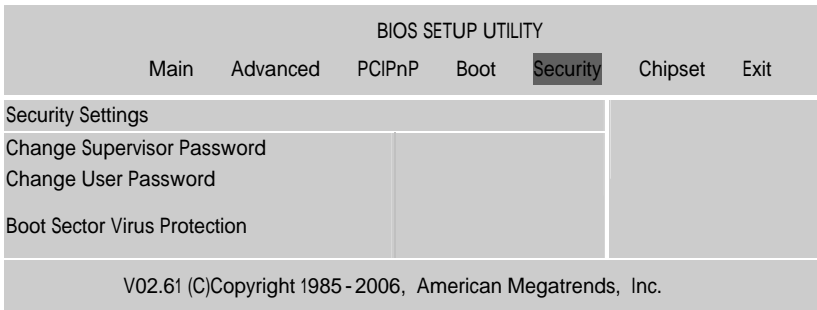 BIOS SETUP UTILITY
Main Advanced PCIPnP Boot Security Chipset Exit
Security Settings
Change Supervisor Password
Change User Password
Boot Sector Virus Protection
V02.61 (C)Copyright 1985-2006, American Megatrends, Inc.